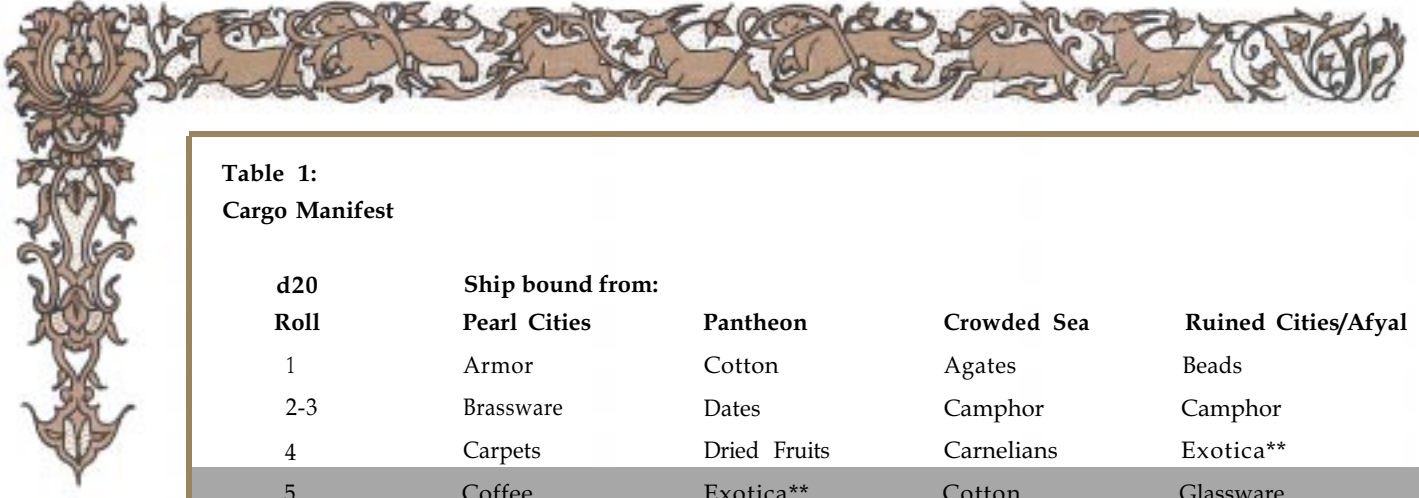 Table 1:
Cargo Manifest
d20 Ship bound from:
Roll Pearl Cities Pantheon Crowded Sea Ruined Cities/Afyal
1 Armor Cotton Agates Beads
2-3 Brassware Dates Camphor Camphor
4 Carpets Dried Fruits Carnelians Exotica**
5 Coffee Exotica** Cotton Glassware